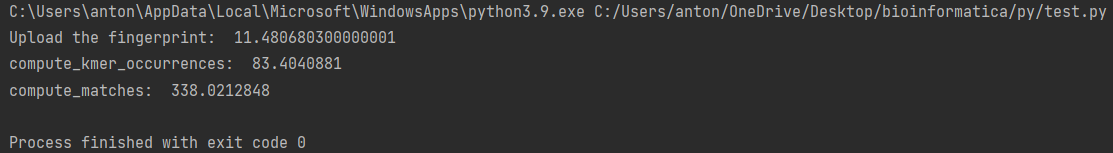 C:\Users\anton\AppData\Local\Microsoft\WindowsApps\python3.9.exe C:/Users/anton/OneDrive/Desktop/bioinformatica/py/test.py
Upload the fingerprint:  11.480680300000001
compute_kmer_occurrences:  83.4040881
compute_matches:  338.0212848
Process finished with exit code 0